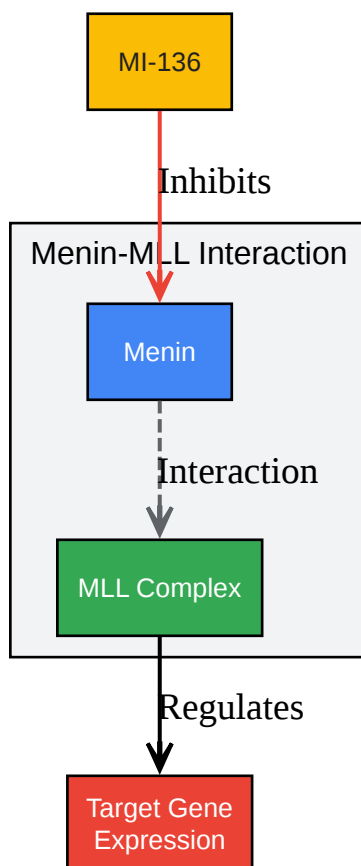 MI-136
Inhibits
Menin-MLL Interaction
Menin
Interaction
MLL Complex
Regulates
Target Gene
Expression